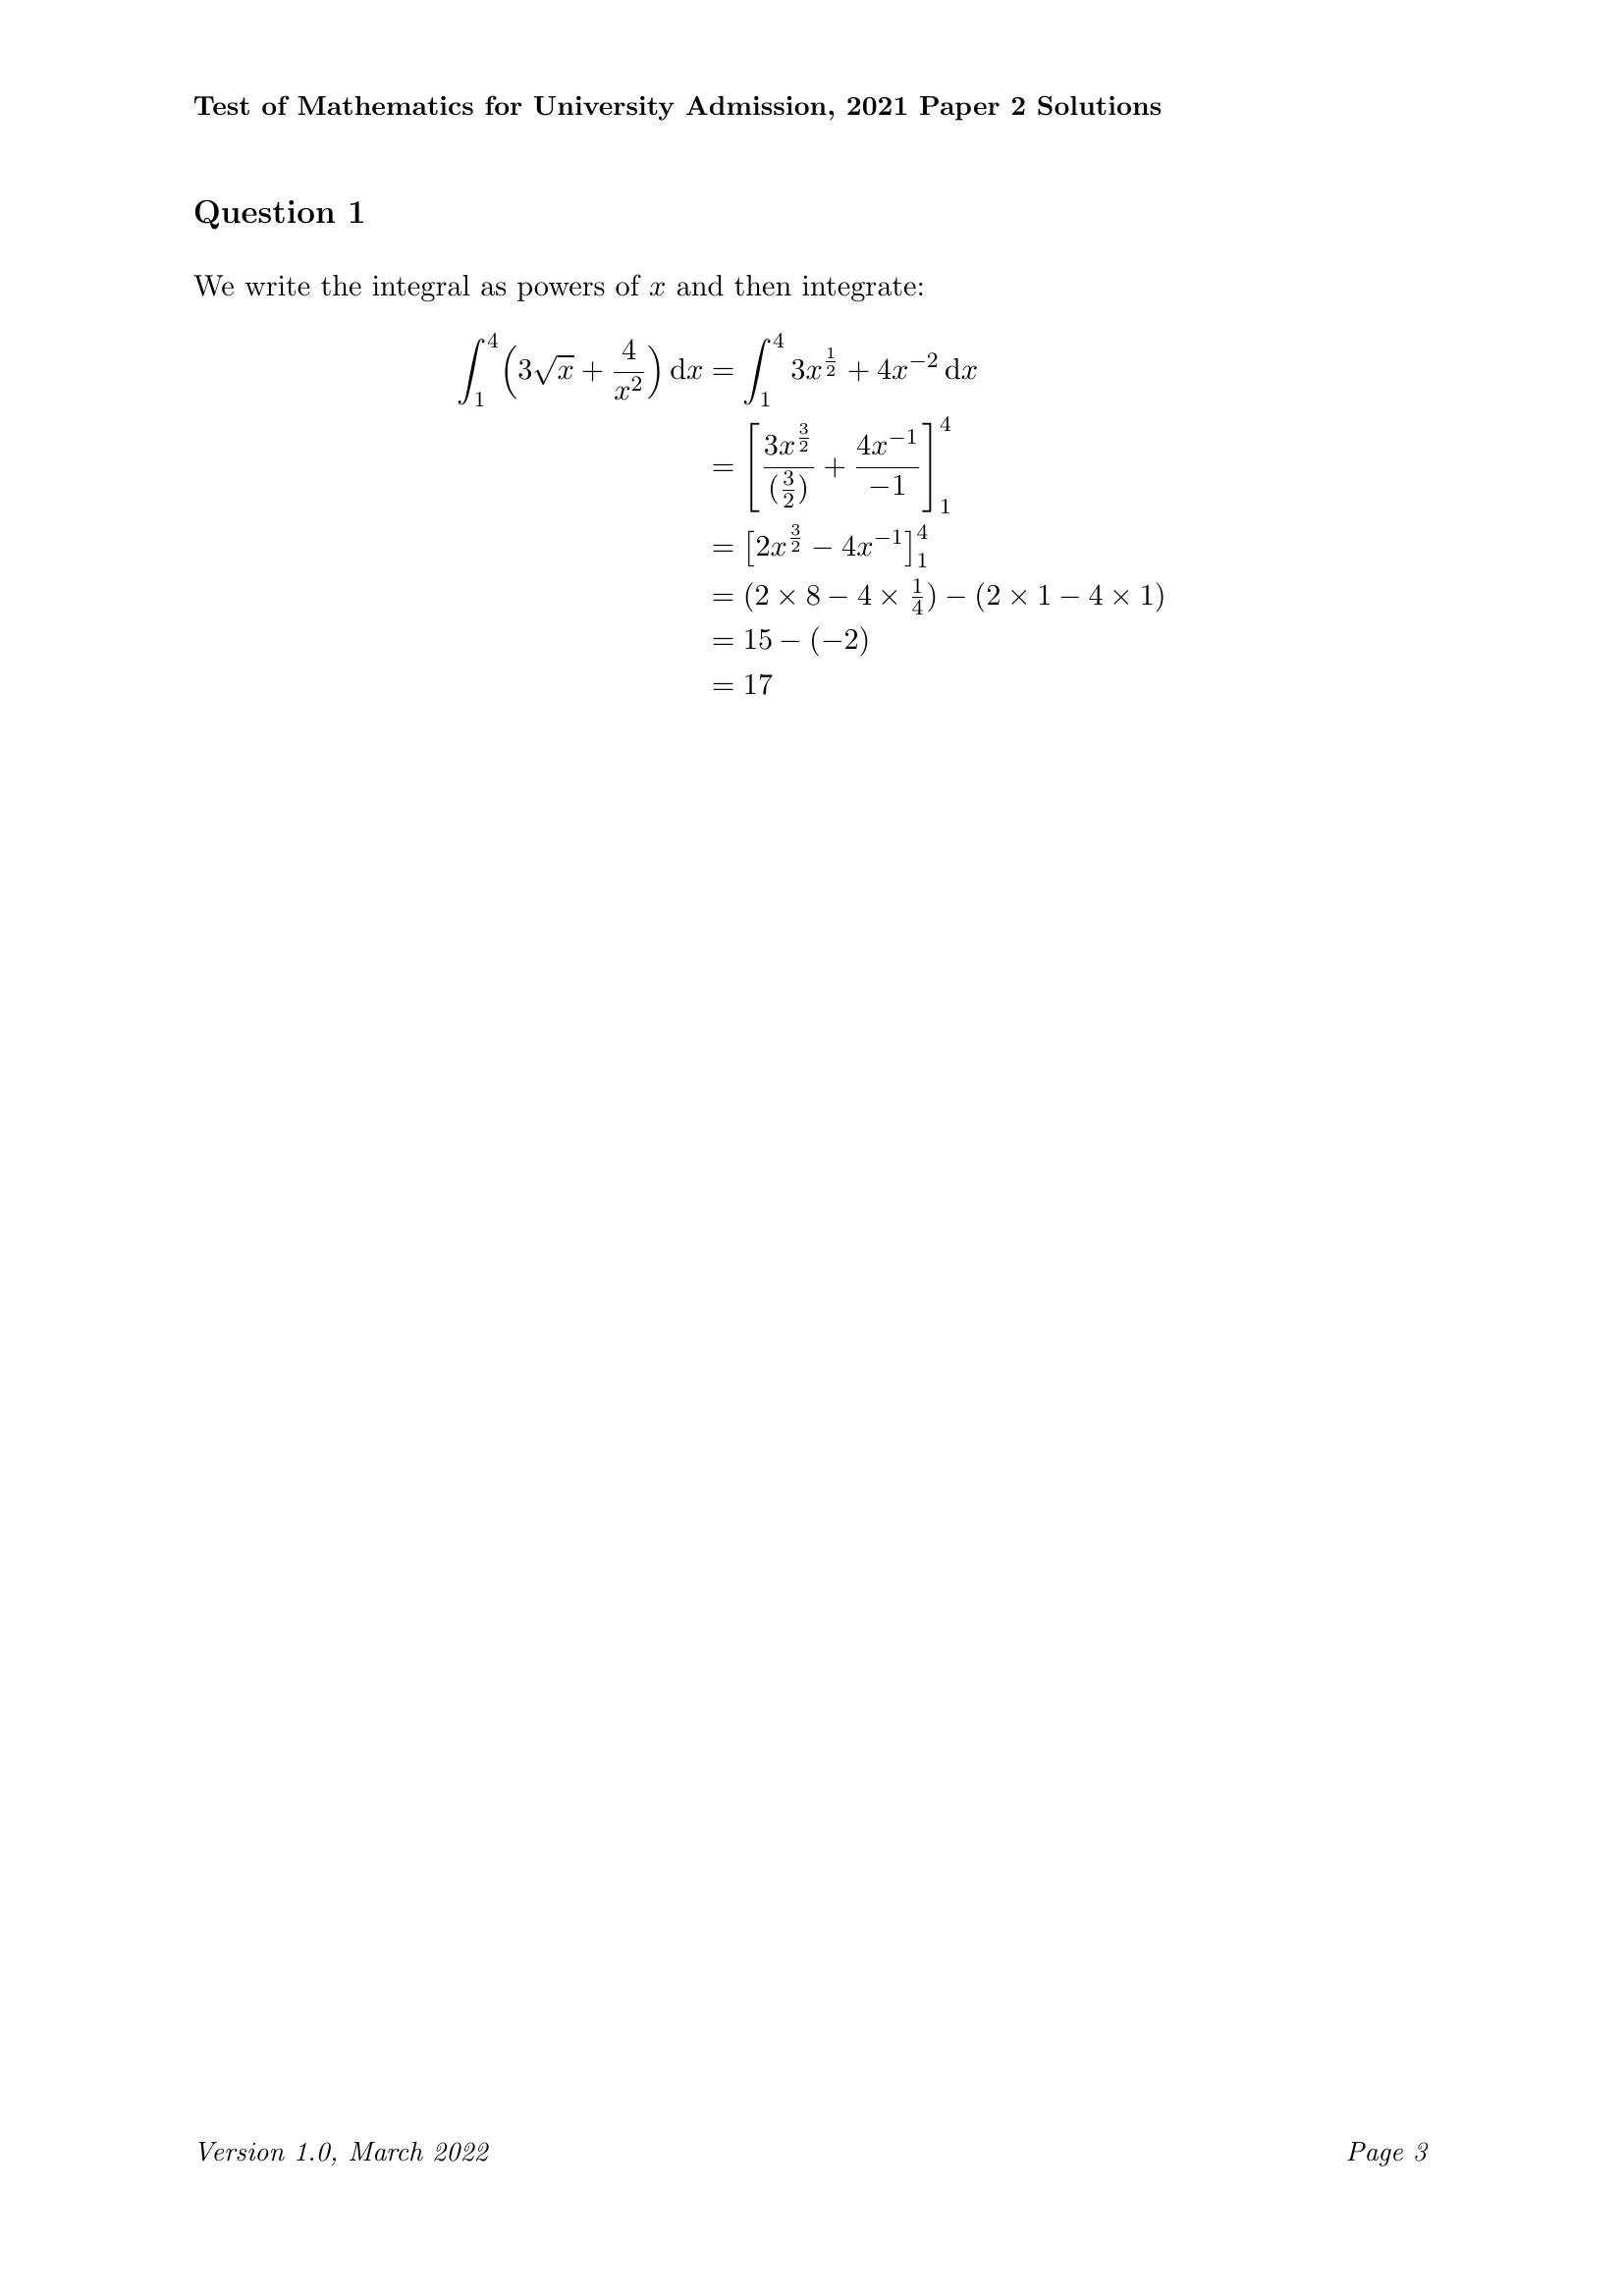 Test of Mathematics for University Admission, 2021 Paper 2 Solutions
Question 1
We write the integral as powers of $x$ and then integrate:
$\int_1^4 \left(3\sqrt{x} + \frac{4}{x^2}\right) \mathrm{d}x = \int_1^4 3x^{\frac{1}{2}} + 4x^{-2} \,\mathrm{d}x$
$= \left[\frac{3x^{\frac{3}{2}}}{(\frac{3}{2})} + \frac{4x^{-1}}{-1}\right]_1^4$
$= \left[2x^{\frac{3}{2}} - 4x^{-1}\right]_1^4$
$= (2 \times 8 - 4 \times \frac{1}{4}) - (2 \times 1 - 4 \times 1)$
$= 15 - (-2)$
$= 17$
Version 1.0, March 2022
Page 3